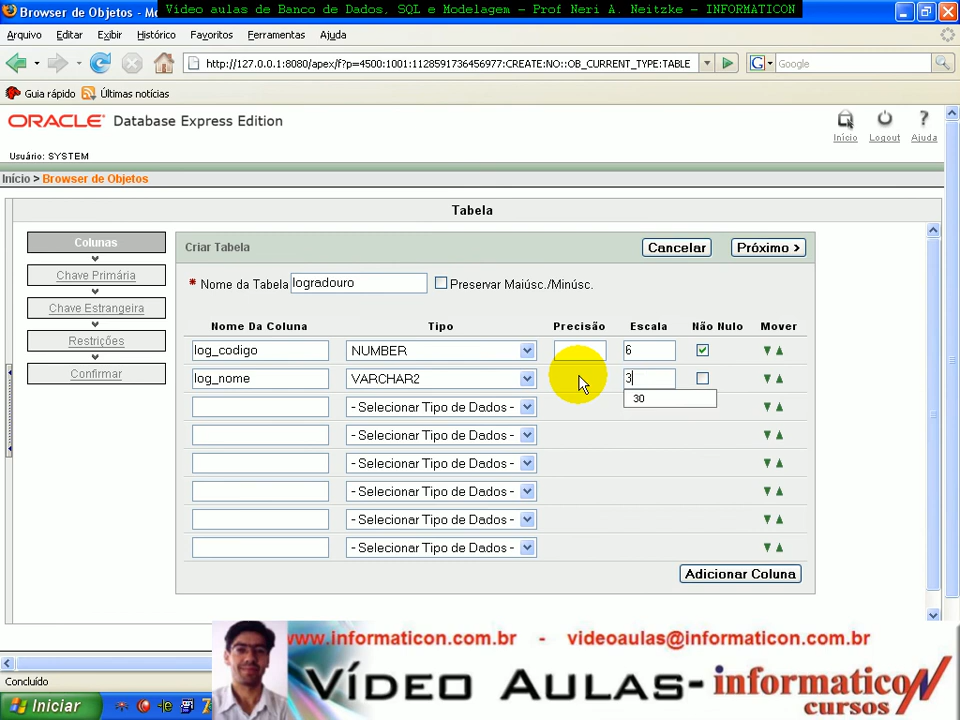 Browser de Objetos - Mo
Vídeo aulas de Banco de Dados, SQL e Modelagem - Prof Neri A. Neitzke - INFORMATICON
Arquivo Editar Exibir Histórico Favoritos Ferramentas Ajuda
http://127.0.0.1:8080/apex/f?p=4500:1001:1128591736456977:CREATE:NO::OB_CURRENT_TYPE:TABLE
Google
Guia rápido Últimas notícias
ORACLE Database Express Edition
Início Logout Ajuda
Usuário: SYSTEM
Início > Browser de Objetos
Tabela
Colunas
Chave Primária
Chave Estrangeira
Restrições
Confirmar
Criar Tabela
Cancelar Próximo >
* Nome da Tabela logradouro Preservar Maiúsc./Minúsc.
Nome Da Coluna Tipo Precisão Escala Não Nulo Mover
log_codigo NUMBER 6
log_nome VARCHAR2 3
30
- Selecionar Tipo de Dados -
- Selecionar Tipo de Dados -
- Selecionar Tipo de Dados -
- Selecionar Tipo de Dados -
- Selecionar Tipo de Dados -
- Selecionar Tipo de Dados -
Adicionar Coluna
www.informaticon.com.br - videoaulas@informaticon.com.br
Vídeo Aulas - informaticon
cursos
Concluído
Iniciar